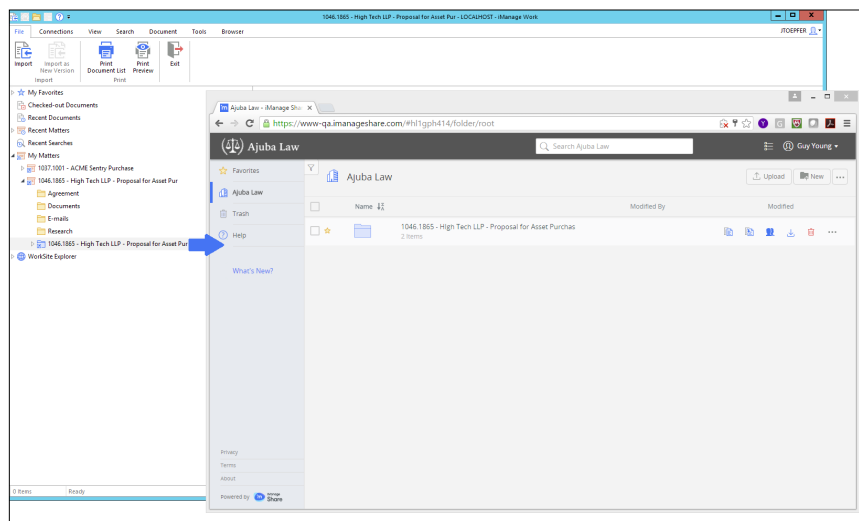 1046.1865 - High Tech LLP - Proposal for Asset Pur - LOCALHOST - iManage Work
File Connections View Search Document Tools Browser
JTOEPFER
Import
Import as New Version
Print Document List
Print Preview
Exit
Import
Print
My Favorites
Checked-out Documents
Recent Documents
Recent Matters
Recent Searches
My Matters
1037.1001 - ACME Sentry Purchase
1046.1865 - High Tech LLP - Proposal for Asset Pur
Agreement
Documents
E-mails
Research
1046.1865 - High Tech LLP - Proposal for Asset Pur
WorkSite Explorer
0 Items Ready
Ajuba Law - iManage Sha
https://www-qa.imanageshare.com/#hl1gph414/folder/root
Ajuba Law
Search Ajuba Law
Guy Young
Favorites
Ajuba Law
Trash
Help
What's New?
Ajuba Law
Upload
New
Name
Modified By
Modified
1046.1865 - High Tech LLP - Proposal for Asset Purchas
2 Items
Privacy
Terms
About
Powered by iManage Share